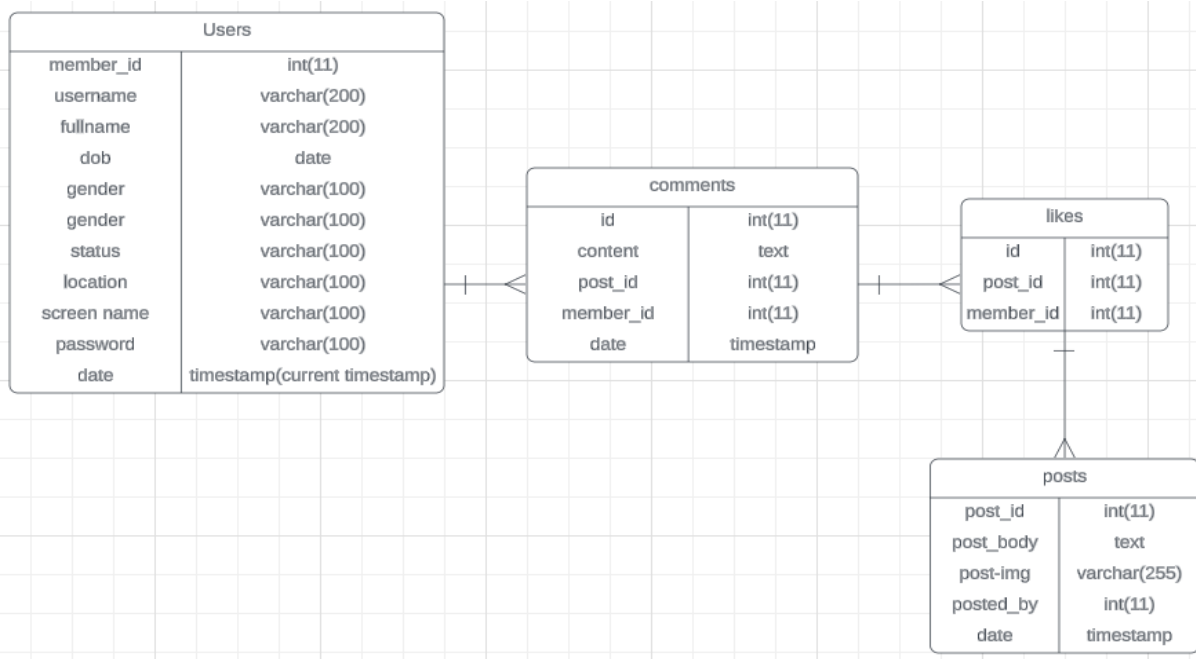 Users
member_id int(11)
username varchar(200)
fullname varchar(200)
dob date
gender varchar(100)
gender varchar(100)
status varchar(100)
location varchar(100)
screen name varchar(100)
password varchar(100)
date timestamp(current timestamp)
comments
id int(11)
content text
post_id int(11)
member_id int(11)
date timestamp
likes
id int(11)
post_id int(11)
member_id int(11)
posts
post_id int(11)
post_body text
post-img varchar(255)
posted_by int(11)
date timestamp